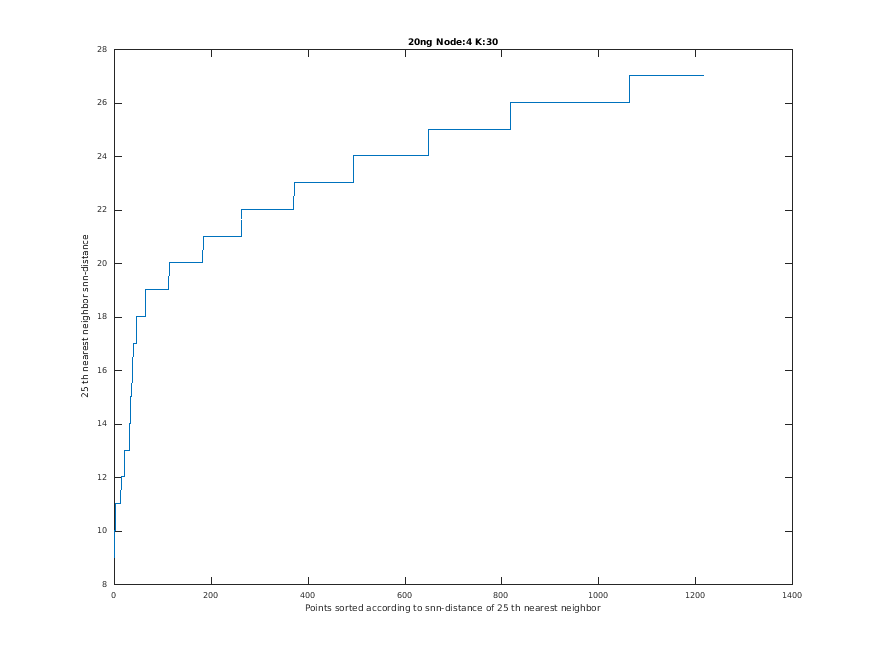 20ng Node:4 K:30
28
26
24
22
20
18
16
14
12
10
8
25 th nearest neighbor snn-distance
0 200 400 600 800 1000 1200 1400
Points sorted according to snn-distance of 25 th nearest neighbor